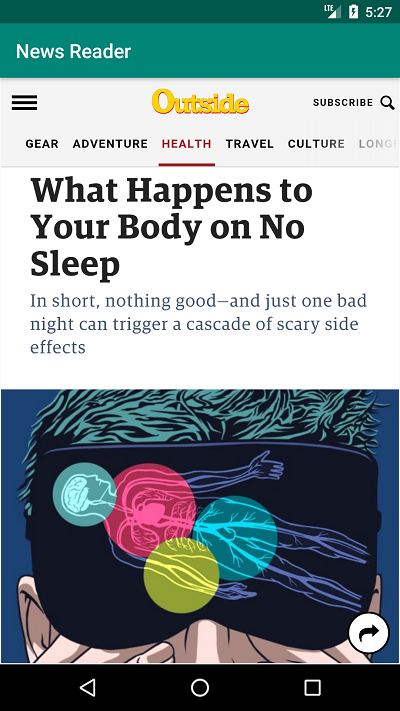 LTE 5:27
News Reader
Outside SUBSCRIBE
GEAR ADVENTURE HEALTH TRAVEL CULTURE LONG
What Happens to
Your Body on No
Sleep
In short, nothing good—and just one bad
night can trigger a cascade of scary side
effects